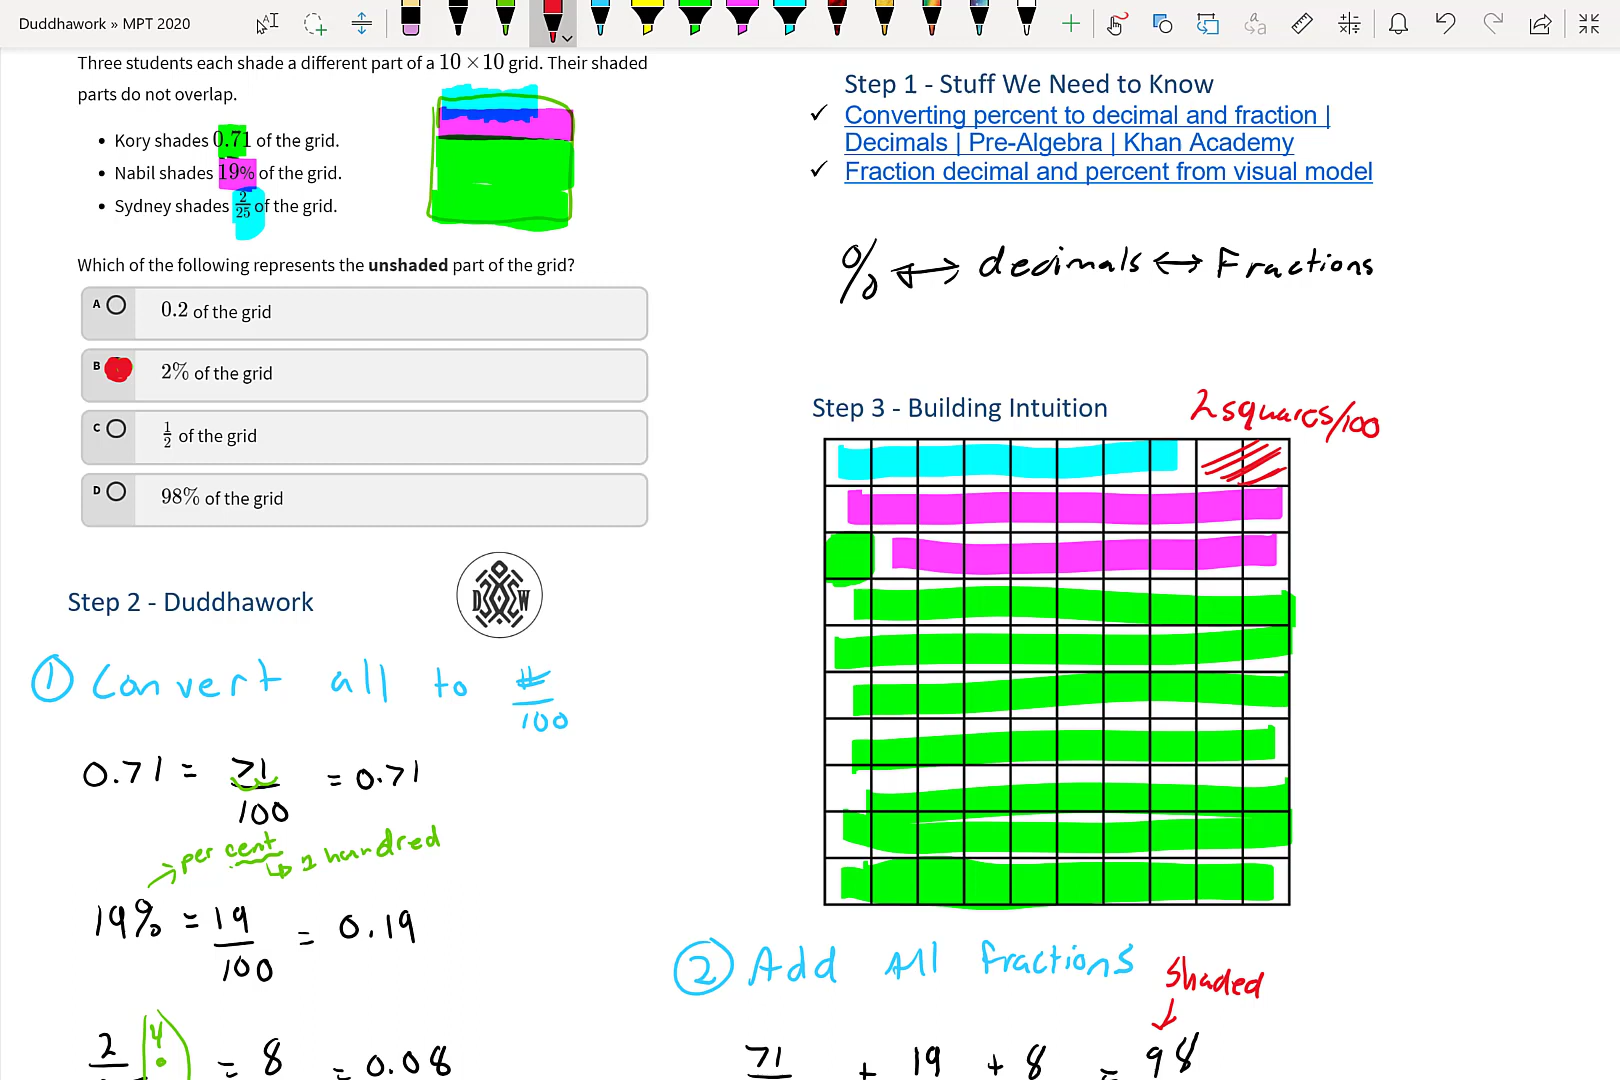 Duddhawork » MPT 2020
Three students each shade a different part of a 10 × 10 grid. Their shaded
parts do not overlap.
• Kory shades 0.71 of the grid.
• Nabil shades 19% of the grid.
• Sydney shades 2/25 of the grid.
Which of the following represents the unshaded part of the grid?
A 0.2 of the grid
B 2% of the grid
C 1/2 of the grid
D 98% of the grid
Step 2 - Duddhawork
D W
① Convert all to #/100
0.71 = 71/100 = 0.71
per cent ↳ 1 hundred
19% = 19/100 = 0.19
2 4 = 8 = 0.08
Step 1 - Stuff We Need to Know
✓ Converting percent to decimal and fraction |
Decimals | Pre-Algebra | Khan Academy
✓ Fraction decimal and percent from visual model
% ↔ decimals ↔ Fractions
Step 3 - Building Intuition
2 squares/100
② Add All fractions
shaded
71 + 19 + 8 = 98